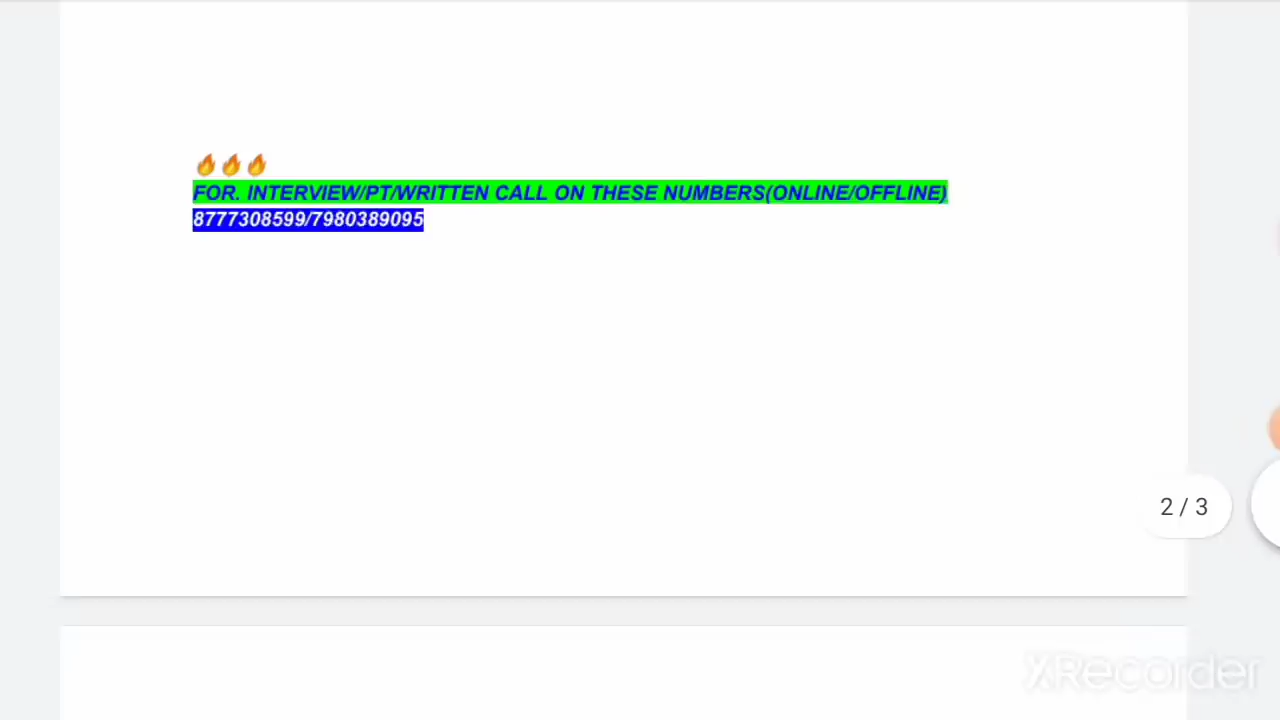 🔥🔥🔥
FOR. INTERVIEW/PT/WRITTEN CALL ON THESE NUMBERS(ONLINE/OFFLINE)
8777308599/7980389095
2 / 3
XRecorder